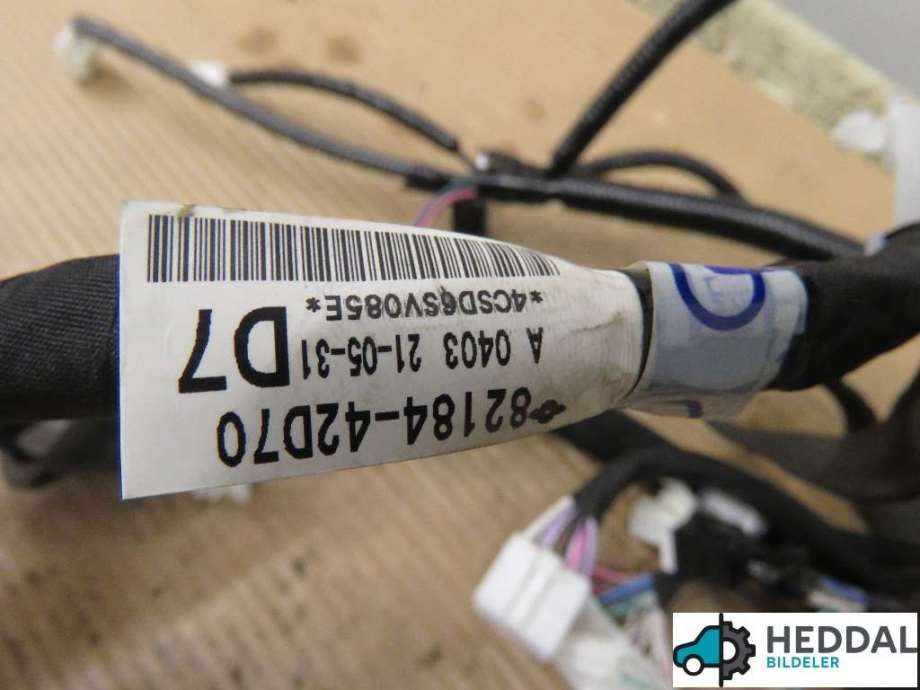 82184-42D70
A 0403 21-05-31
D7
*4CSD6SV085E*
HEDDAL
BILDELER